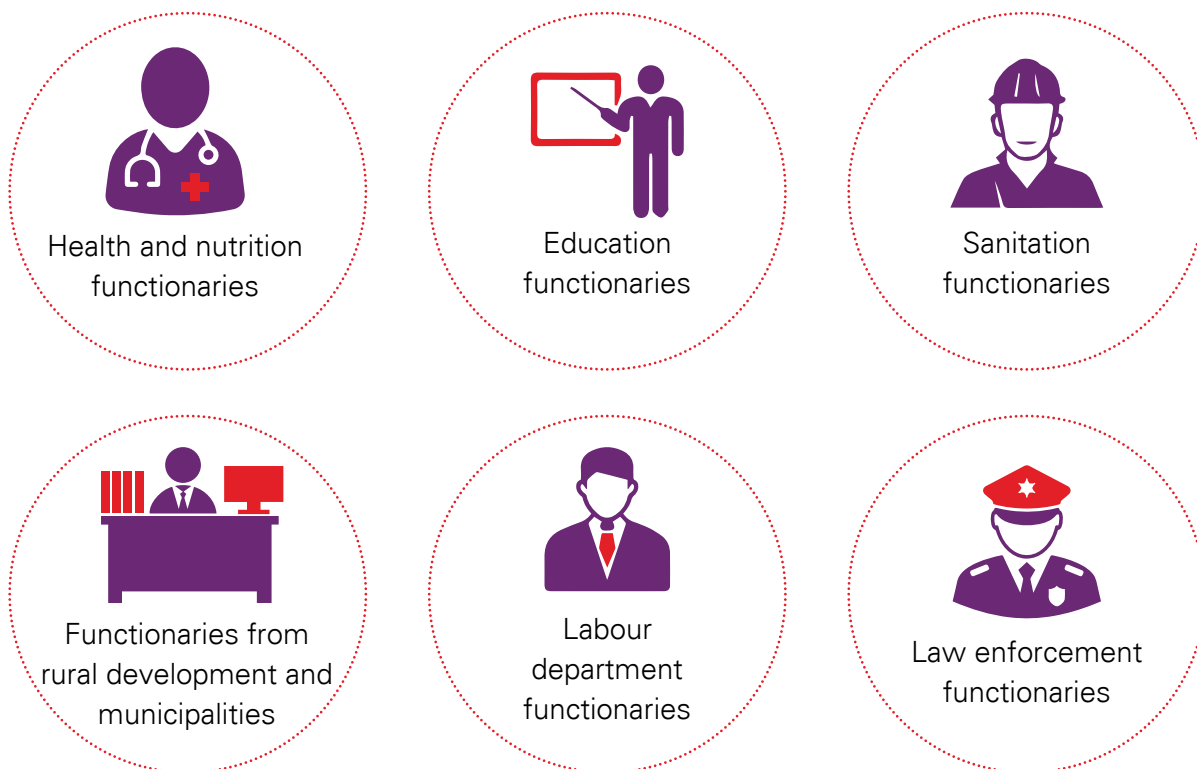 Health and nutrition
functionaries
Education
functionaries
Sanitation
functionaries
Functionaries from
rural development and
municipalities
Labour
department
functionaries
Law enforcement
functionaries